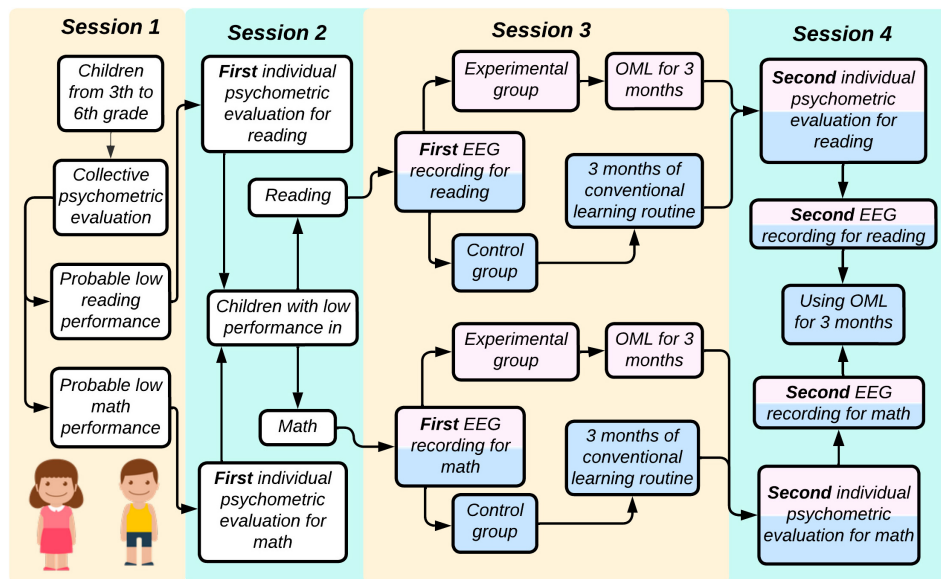 Session 1
Children
from 3th to
6th grade
Collective
psychometric
evaluation
Probable low
reading
performance
Probable low
math
performance
Session 2
First individual
psychometric
evaluation for
reading
Reading
Children with low
performance in
Math
First individual
psychometric
evaluation for
math
Session 3
Experimental
group
OML for 3
months
First EEG
recording for
reading
3 months of
conventional
learning routine
Control
group
Experimental
group
OML for 3
months
First EEG
recording for
math
3 months of
conventional
learning routine
Control
group
Session 4
Second individual
psychometric
evaluation for
reading
Second EEG
recording for reading
Using OML
for 3 months
Second EEG
recording for math
Second individual
psychometric
evaluation for math